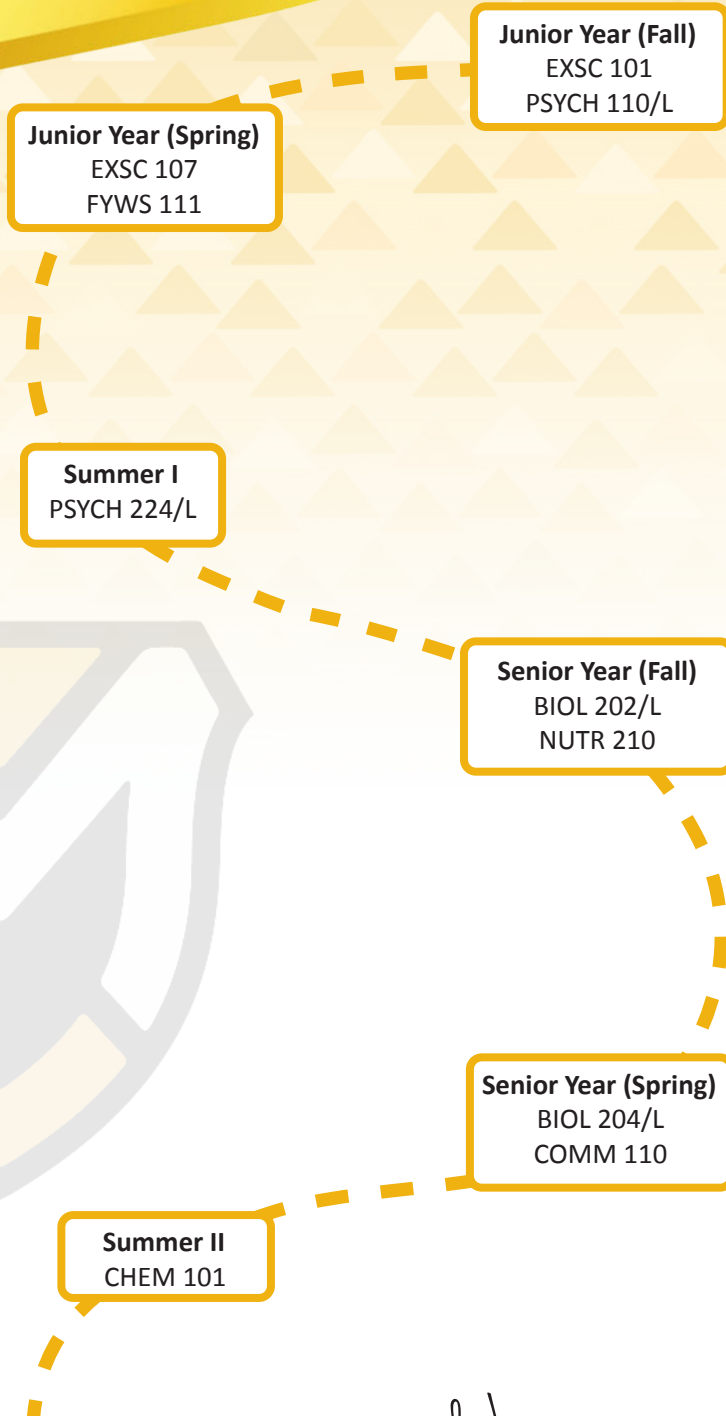 Junior Year (Fall)
EXSC 101
PSYCH 110/L
Junior Year (Spring)
EXSC 107
FYWS 111
Summer I
PSYCH 224/L
Senior Year (Fall)
BIOL 202/L
NUTR 210
Senior Year (Spring)
BIOL 204/L
COMM 110
Summer II
CHEM 101